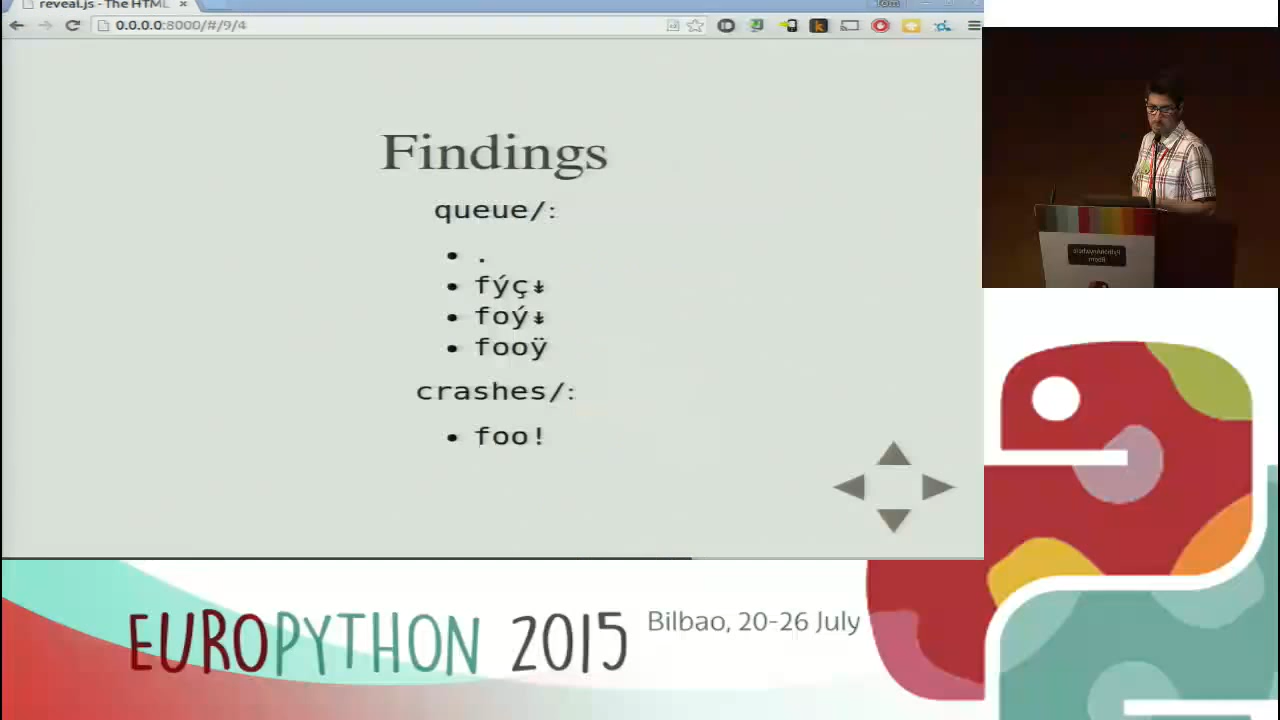 reveal.js - The HTML
Tom
0.0.0.0:8000/#/9/4
Findings
queue/:
• .
• fýç↡
• foý↡
• fooÿ
crashes/:
• foo!
EUROPYTHON 2015
Bilbao, 20-26 July